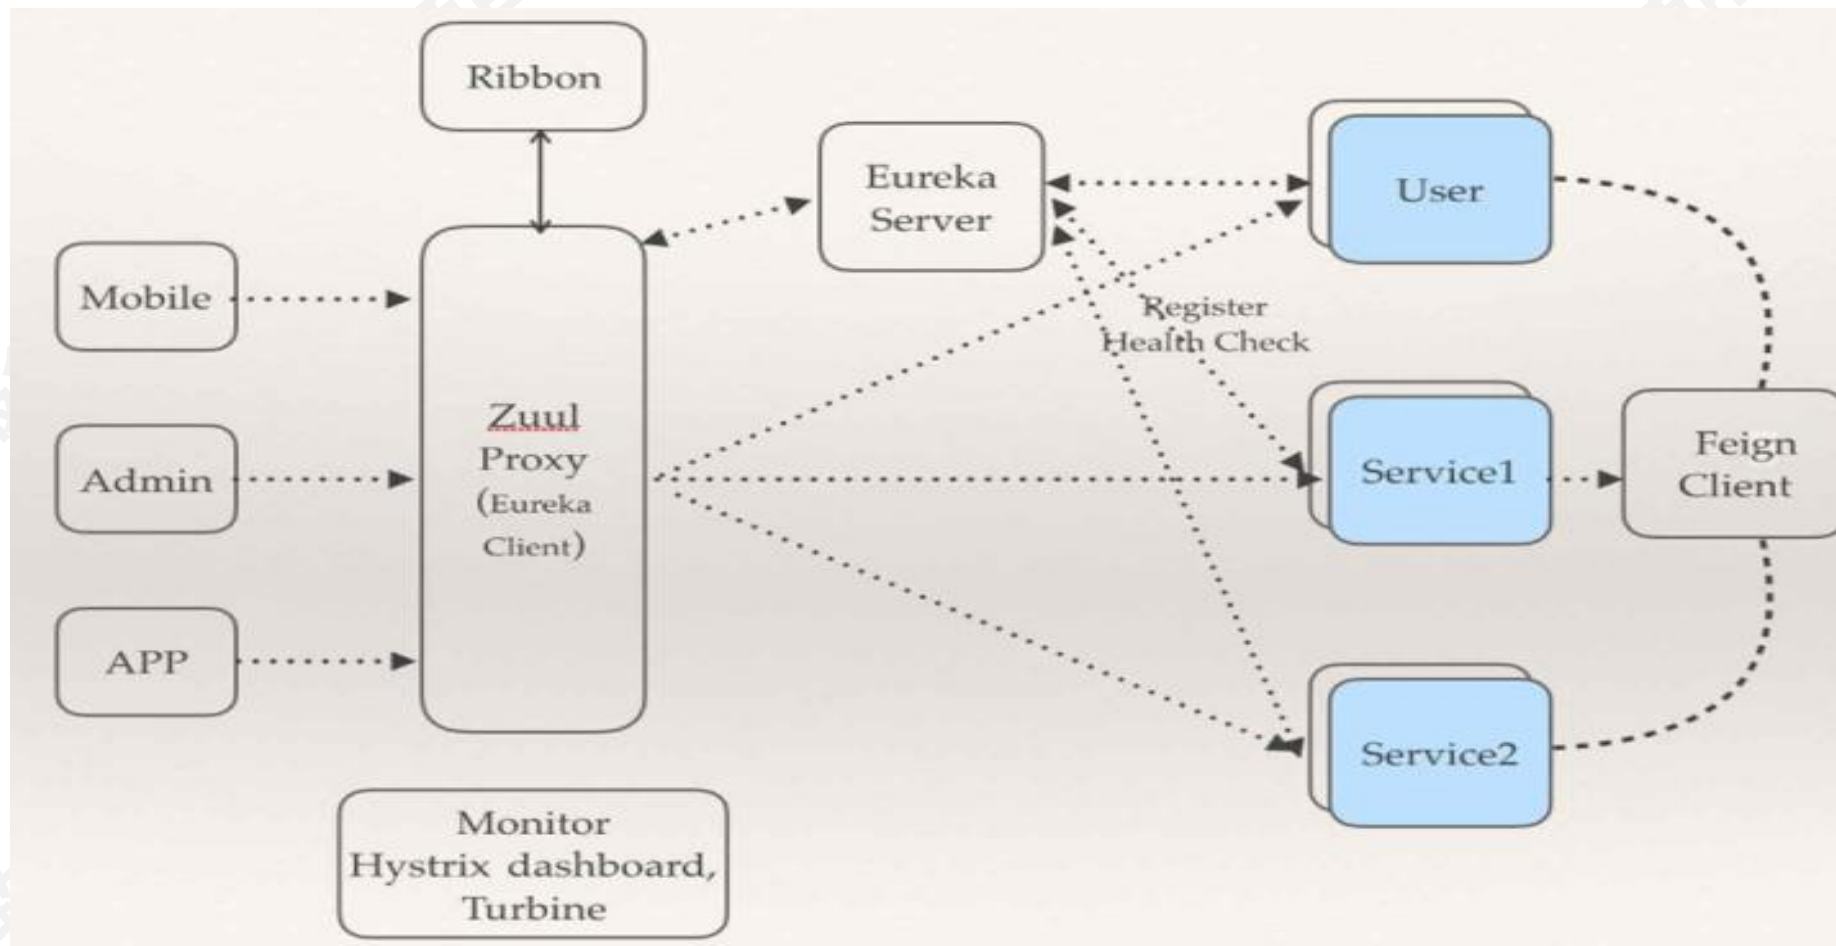 Ribbon
Eureka
Server
User
Mobile
Register
Health Check
Zuul
Proxy
(Eureka
Client)
Admin
Service1
Feign
Client
APP
Service2
Monitor
Hystrix dashboard,
Turbine